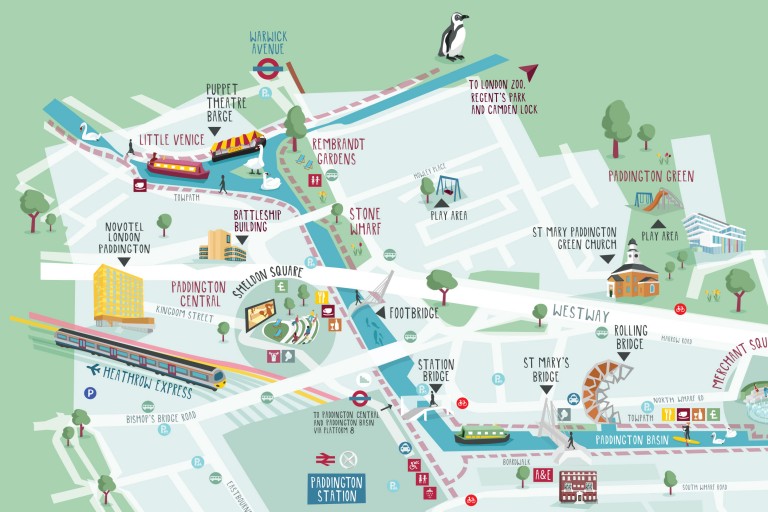 WARWICK
AVENUE
PUPPET
THEATRE
BARGE
TO LONDON ZOO,
REGENT'S PARK
AND CAMDEN LOCK
LITTLE VENICE
REMBRANDT
GARDENS
TOWPATH
MOWLEY PLACE
PLAY AREA
PADDINGTON GREEN
PLAY AREA
NOVOTEL
LONDON
PADDINGTON
BATTLESHIP
BUILDING
STONE
WHARF
ST MARY PADDINGTON
GREEN CHURCH
PADDINGTON
CENTRAL
SHELDON SQUARE
KINGDOM STREET
FOOTBRIDGE
WESTWAY
HARROW ROAD
ROLLING
BRIDGE
MERCHANT SQU
HEATHROW EXPRESS
STATION
BRIDGE
ST MARY'S
BRIDGE
BISHOP'S BRIDGE ROAD
TO PADDINGTON CENTRAL
AND PADDINGTON BASIN
VIA PLATFORM 8
NORTH WHARF RD
TOWPATH
PADDINGTON BASIN
BOARDWALK
A&E
PADDINGTON
STATION
EASTBOURN
SOUTH WHARF ROAD
P